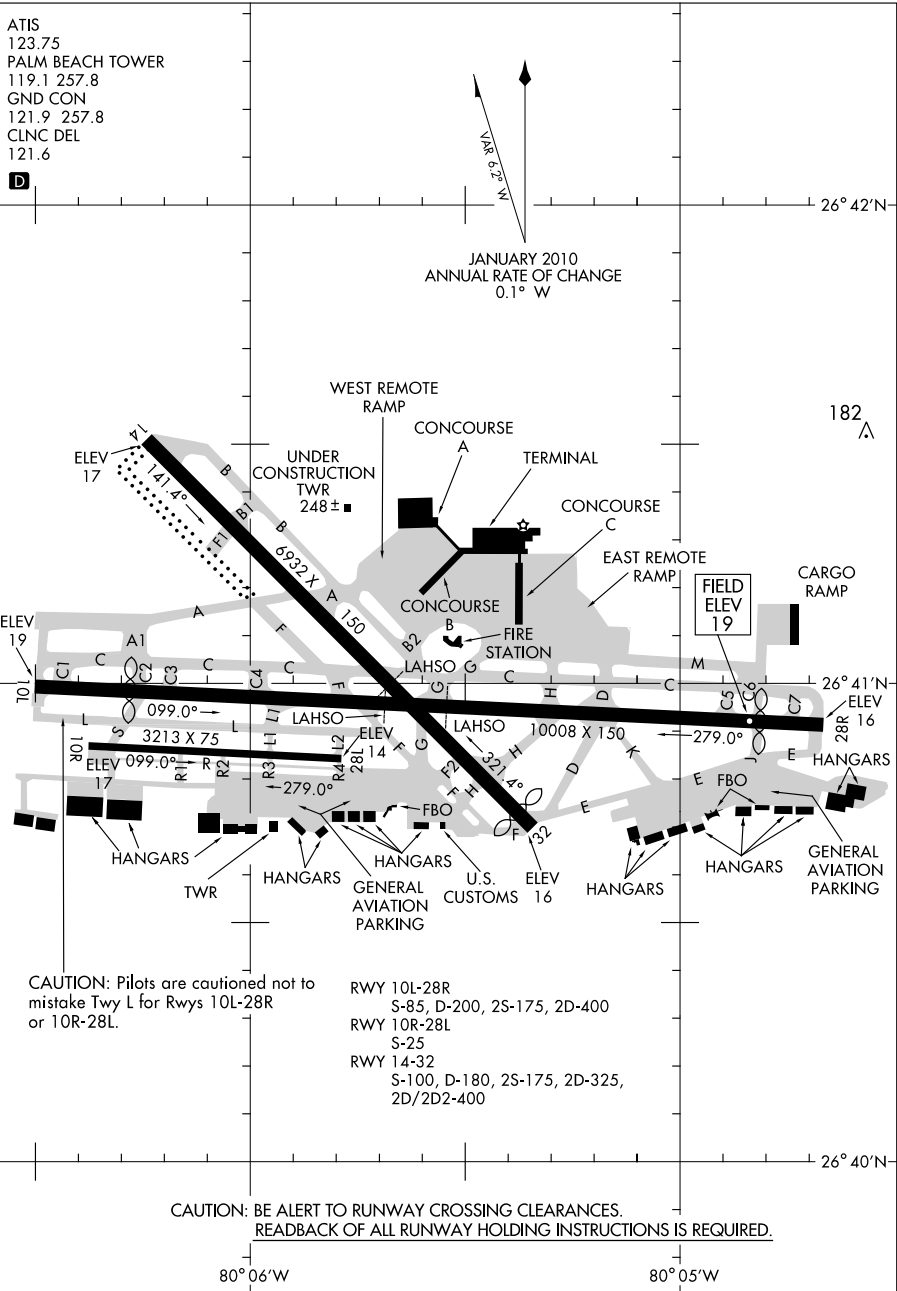 ATIS
123.75
PALM BEACH TOWER
119.1 257.8
GND CON
121.9 257.8
CLNC DEL
121.6
D
VAR 6.2° W
26°42'N
JANUARY 2010
ANNUAL RATE OF CHANGE
0.1° W
182
WEST REMOTE
RAMP
CONCOURSE
A
TERMINAL
UNDER
CONSTRUCTION
TWR
248±
CONCOURSE
C
EAST REMOTE
RAMP
FIELD
ELEV
19
CARGO
RAMP
14
ELEV
17
141.4°
B
B1
B
F1
6932 X 150
A
A
F
CONCOURSE
B
B2
FIRE
STATION
ELEV
19
A1
C1
C
C2
C3
C
C4
C
F
LAHSO
G
G
C
H
D
M
C
C5
C6
C7
26°41'N
10L
099.0°
LAHSO
LAHSO
10008 X 150
279.0°
ELEV
16
28R
L
S
L
L1
L1
L2
ELEV
14
28L
F
G
F2
321.4°
H
D
K
J
E
10R
3213 X 75
ELEV
17
099.0°
R1
R
R2
R3
R4
279.0°
F
H
F
32
E
E
HANGARS
TWR
HANGARS
GENERAL
AVIATION
PARKING
HANGARS
FBO
U.S.
CUSTOMS
ELEV
16
HANGARS
FBO
HANGARS
HANGARS
GENERAL
AVIATION
PARKING
CAUTION: Pilots are cautioned not to
mistake Twy L for Rwys 10L-28R
or 10R-28L.
RWY 10L-28R
S-85, D-200, 2S-175, 2D-400
RWY 10R-28L
S-25
RWY 14-32
S-100, D-180, 2S-175, 2D-325,
2D/2D2-400
26°40'N
CAUTION: BE ALERT TO RUNWAY CROSSING CLEARANCES.
READBACK OF ALL RUNWAY HOLDING INSTRUCTIONS IS REQUIRED.
80°06'W
80°05'W